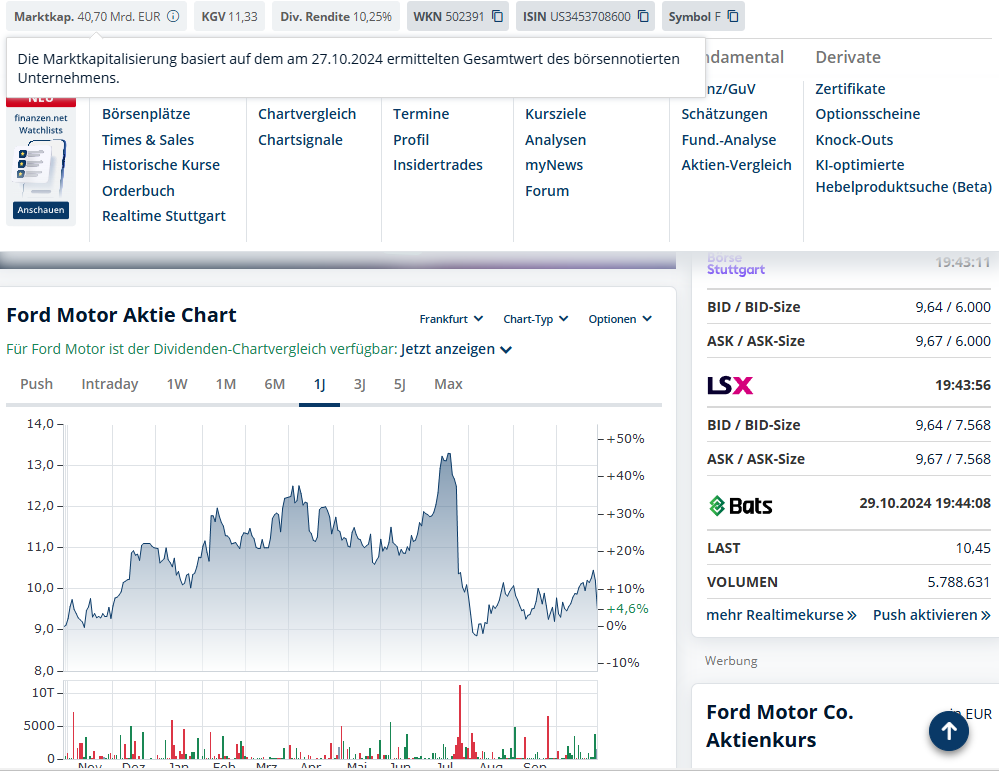 Marktkap. 40,70 Mrd. EUR
KGV 11,33
Div. Rendite 10,25%
WKN 502391
ISIN US3453708600
Symbol F
Die Marktkapitalisierung basiert auf dem am 27.10.2024 ermittelten Gesamtwert des börsennotierten
Unternehmens.
NEU
finanzen.net
Watchlists
Anschauen
Börsenplätze
Times & Sales
Historische Kurse
Orderbuch
Realtime Stuttgart
Chartvergleich
Chartsignale
Termine
Profil
Insidertrades
Kursziele
Analysen
myNews
Forum
ndamental
nz/GuV
Schätzungen
Fund.-Analyse
Aktien-Vergleich
Derivate
Zertifikate
Optionsscheine
Knock-Outs
KI-optimierte
Hebelproduktsuche (Beta)
Ford Motor Aktie Chart
Frankfurt
Chart-Typ
Optionen
Für Ford Motor ist der Dividenden-Chartvergleich verfügbar: Jetzt anzeigen
Push Intraday 1W 1M 6M 1J 3J 5J Max
14,0
13,0
12,0
11,0
10,0
9,0
8,0
+50%
+40%
+30%
+20%
+10%
+4,6%
0%
-10%
10T
5000
0
Nov Dez Jan Feb Mrz Apr Mai Jun Jul Aug Sep
Börse
Stuttgart
19:43:11
BID / BID-Size 9,64 / 6.000
ASK / ASK-Size 9,67 / 6.000
LSX 19:43:56
BID / BID-Size 9,64 / 7.568
ASK / ASK-Size 9,67 / 7.568
Bats 29.10.2024 19:44:08
LAST 10,45
VOLUMEN 5.788.631
mehr Realtimekurse Push aktivieren
Werbung
Ford Motor Co.
Aktienkurs
in EUR